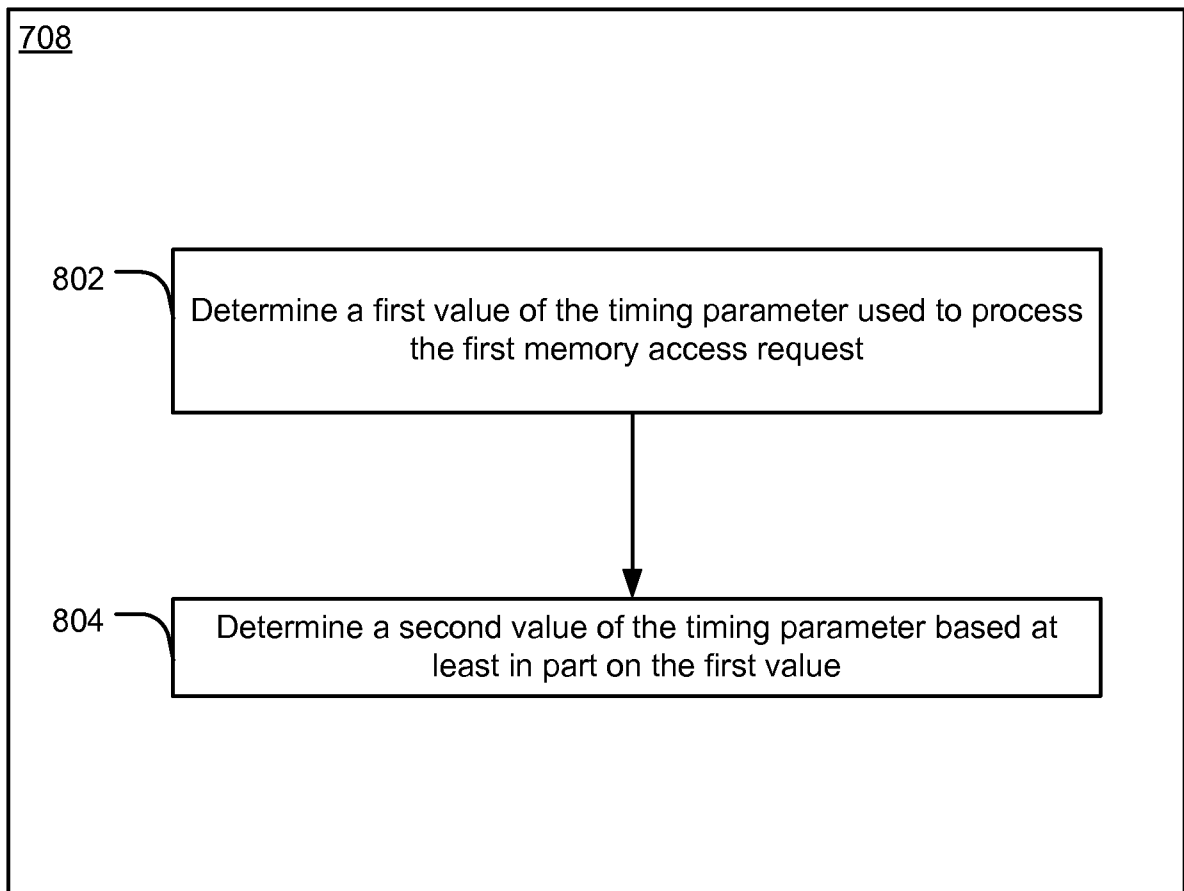 708
802
Determine a first value of the timing parameter used to process
the first memory access request
804
Determine a second value of the timing parameter based at
least in part on the first value